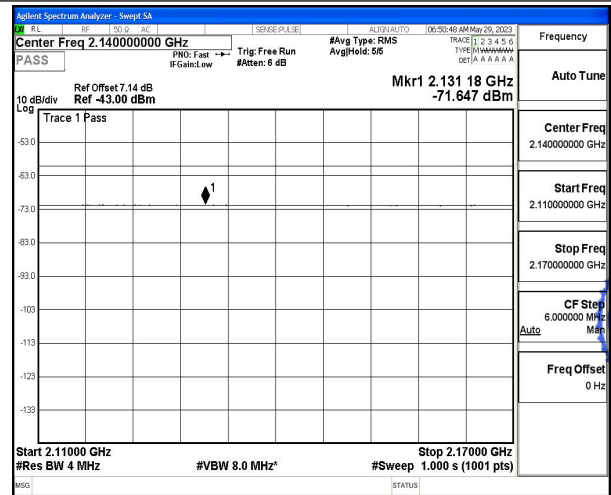 Agilent Spectrum Analyzer - Swept SA
RL RF 50 Ω AC SENSE:PULSE ALIGN AUTO 06:50:48 AM May 29, 2023
Center Freq 2.140000000 GHz
PASS
PNO: Fast
IFGain:Low
Trig: Free Run
#Atten: 6 dB
#Avg Type: RMS
Avg|Hold: 5/5
TRACE 1 2 3 4 5 6
TYPE M WWWWW
DET A A A A A A
Mkr1 2.131 18 GHz
-71.647 dBm
Ref Offset 7.14 dB
10 dB/div Ref -43.00 dBm
Log
Trace 1 Pass
-53.0
-63.0
1
-73.0
-83.0
-93.0
-103
-113
-123
-133
Start 2.11000 GHz Stop 2.17000 GHz
#Res BW 4 MHz #VBW 8.0 MHz* #Sweep 1.000 s (1001 pts)
MSG STATUS
Frequency
Auto Tune
Center Freq
2.140000000 GHz
Start Freq
2.110000000 GHz
Stop Freq
2.170000000 GHz
CF Step
6.000000 MHz
Auto Man
Freq Offset
0 Hz